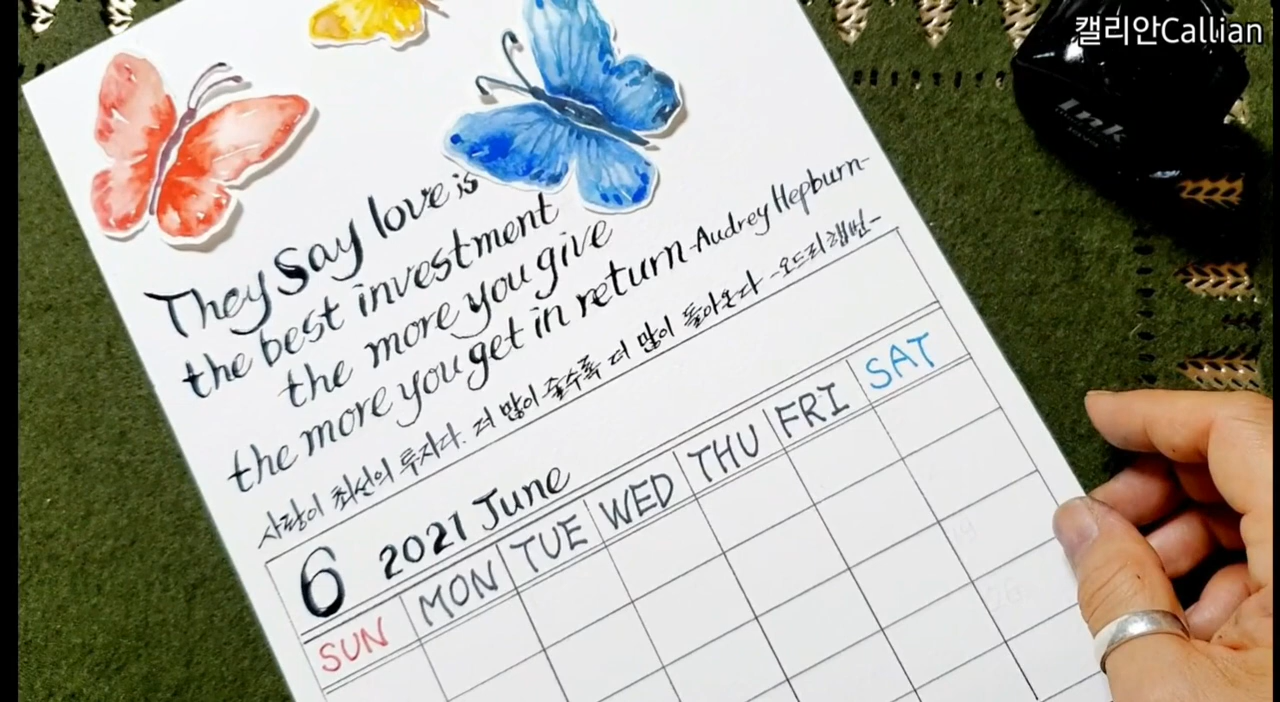 캘리안Callian
Ink
They Say love is
the best investment
the more you give
the more you get in return -Audrey Hepburn-
사랑이 최선의 투자다. 더 많이 줄수록 더 많이 돌아온다 -오드리 햅번-
6 2021 June
SUN MON TUE WED THU FRI SAT
19
26